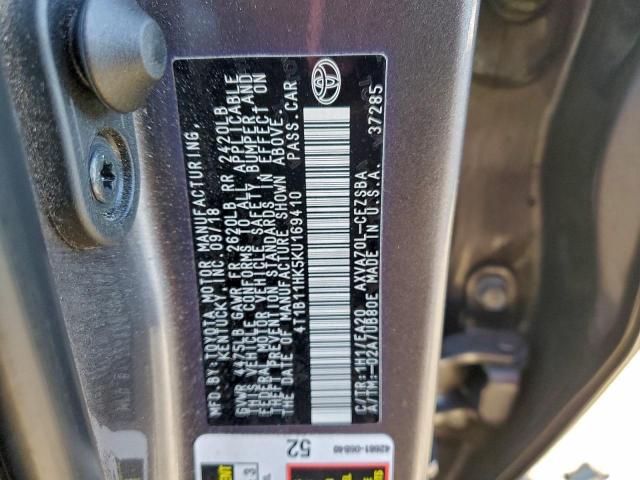 MFD. BY: TOYOTA MOTOR MANUFACTURING,
KENTUCKY, INC. 09/18
GVWR 4475LB GAWR FR 2620LB RR 2420LB
THIS VEHICLE CONFORMS TO ALL APPLICABLE
FEDERAL MOTOR VEHICLE SAFETY, BUMPER, AND
THEFT PREVENTION STANDARDS IN EFFECT ON
THE DATE OF MANUFACTURE SHOWN ABOVE.
4T1B11HK5KU169410 PASS. CAR
C/TR:1H1/EA20 AXVA70L-CEZSBA
A/TM:-02A/UB80E MADE IN U.S.A. 37285
52